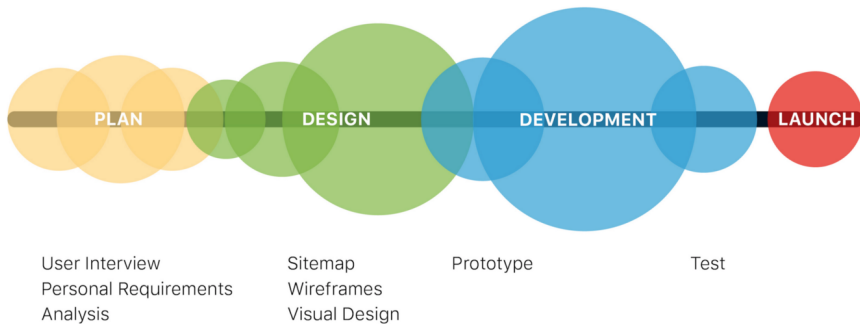 PLAN
DESIGN
DEVELOPMENT
LAUNCH
User Interview
Personal Requirements
Analysis
Sitemap
Wireframes
Visual Design
Prototype
Test